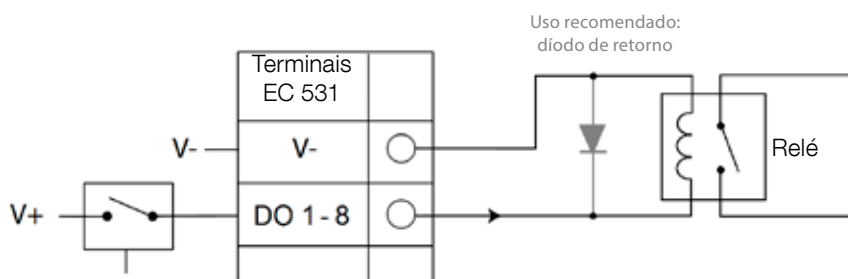 Uso recomendado:
díodo de retorno
Terminais
EC 531
V-
V-
Relé
V+
DO 1 - 8